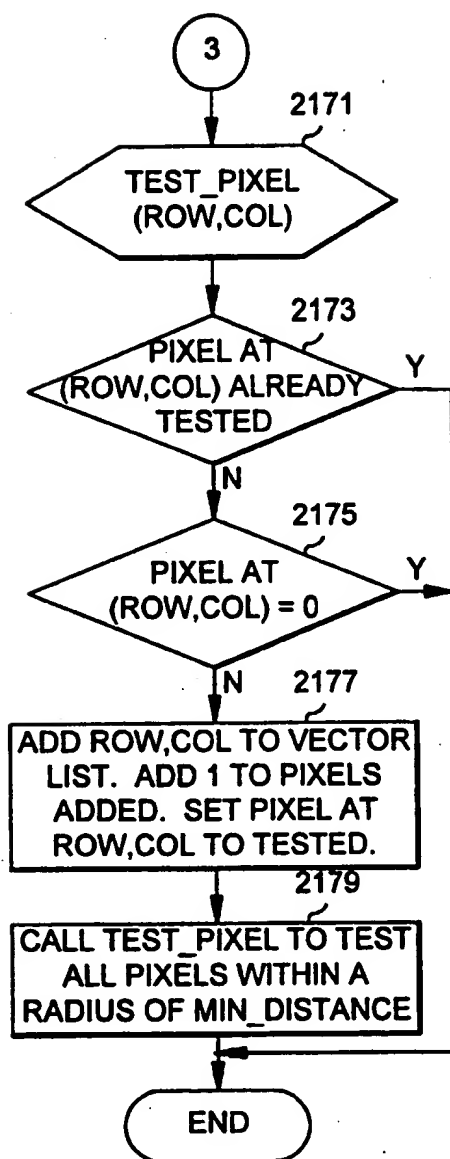 3
2171
TEST_PIXEL
(ROW,COL)
2173
PIXEL AT
(ROW,COL) ALREADY
TESTED
Y
N
2175
PIXEL AT
(ROW,COL) = 0
Y
N
2177
ADD ROW,COL TO VECTOR
LIST. ADD 1 TO PIXELS
ADDED. SET PIXEL AT
ROW,COL TO TESTED.
2179
CALL TEST_PIXEL TO TEST
ALL PIXELS WITHIN A
RADIUS OF MIN_DISTANCE
END